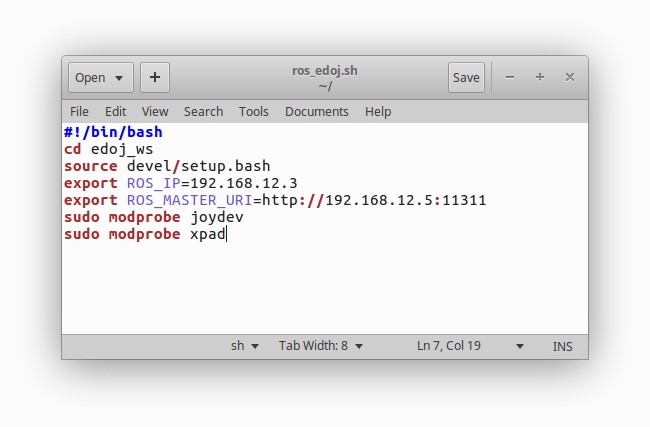 Open + ros_edoj.sh Save
~/
File Edit View Search Tools Documents Help
#!/bin/bash
cd edoj_ws
source devel/setup.bash
export ROS_IP=192.168.12.3
export ROS_MASTER_URI=http://192.168.12.5:11311
sudo modprobe joydev
sudo modprobe xpad
sh Tab Width: 8 Ln 7, Col 19 INS